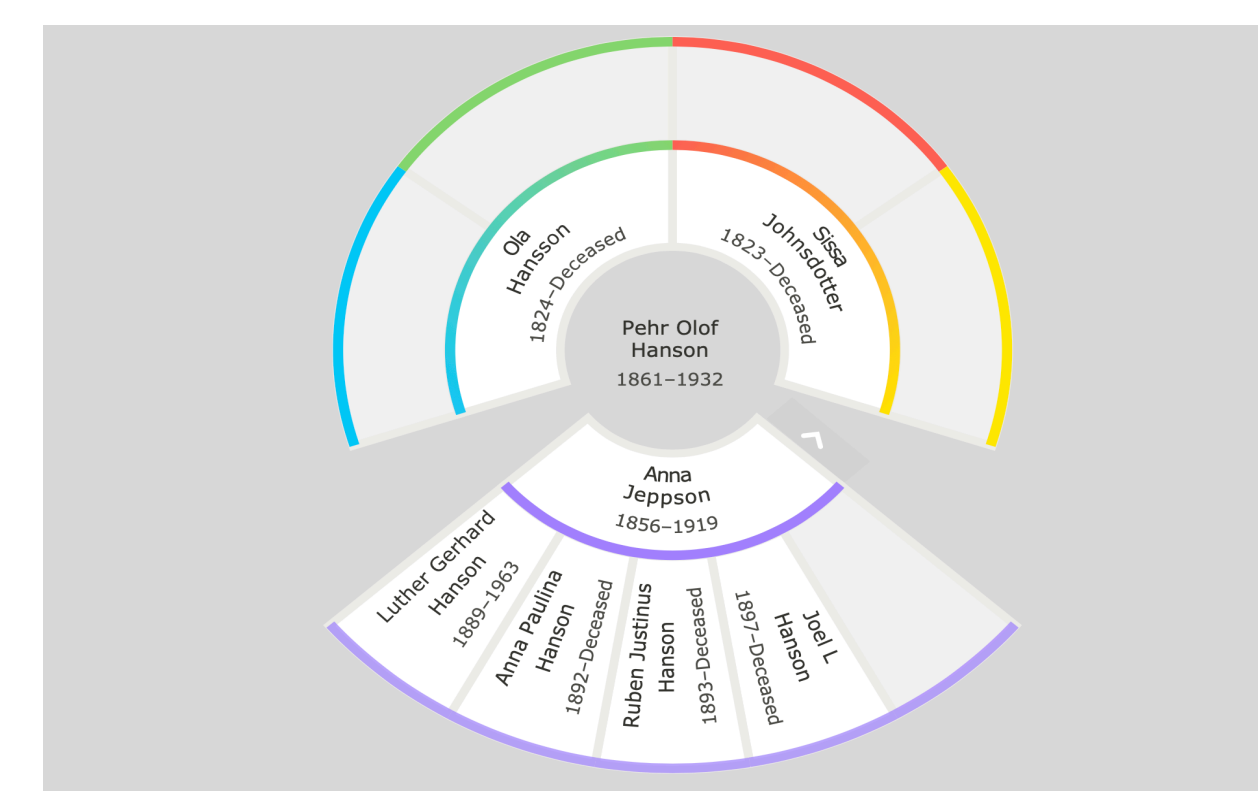 Ola
Hansson
1824–Deceased
Sissa
Johnsdotter
1823–Deceased
Pehr Olof
Hanson
1861–1932
Anna
Jeppson
1856–1919
Luther Gerhard
Hanson
1889–1963
Anna Paulina
Hanson
1892–Deceased
Ruben Justinus
Hanson
1893–Deceased
Joel L
Hanson
1897–Deceased